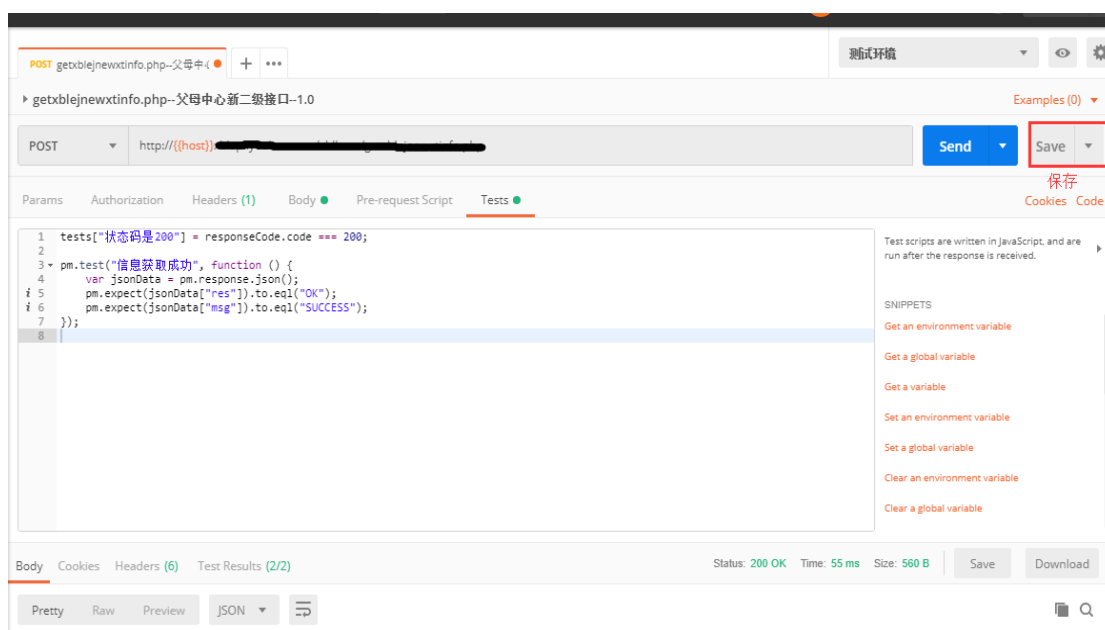 POST getxblejnewxtinfo.php--父母中
测试环境
getxblejnewxtinfo.php--父母中心新二级接口--1.0
Examples (0)
POST http://{{host}}
Send
Save
保存
Params Authorization Headers (1) Body Pre-request Script Tests
Cookies Code
1 tests["状态码是200"] = responseCode.code === 200;
2
3 pm.test("信息获取成功", function () {
4 var jsonData = pm.response.json();
i 5 pm.expect(jsonData["res"]).to.eql("OK");
i 6 pm.expect(jsonData["msg"]).to.eql("SUCCESS");
7 });
8
Test scripts are written in JavaScript, and are
run after the response is received.
SNIPPETS
Get an environment variable
Get a global variable
Get a variable
Set an environment variable
Set a global variable
Clear an environment variable
Clear a global variable
Body Cookies Headers (6) Test Results (2/2)
Status: 200 OK Time: 55 ms Size: 560 B
Save
Download
Pretty Raw Preview JSON